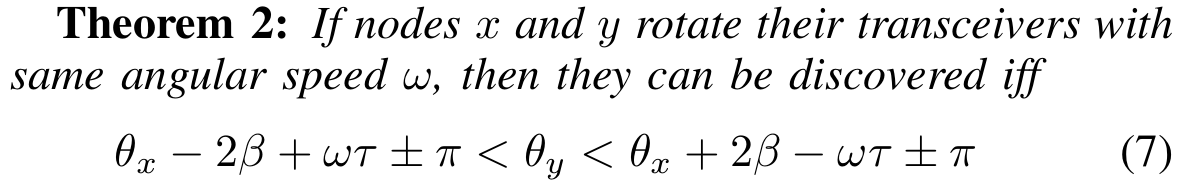 Theorem 2: If nodes x and y rotate their transceivers with
same angular speed ω, then they can be discovered iff
θx − 2β + ωτ ± π < θy < θx + 2β − ωτ ± π (7)